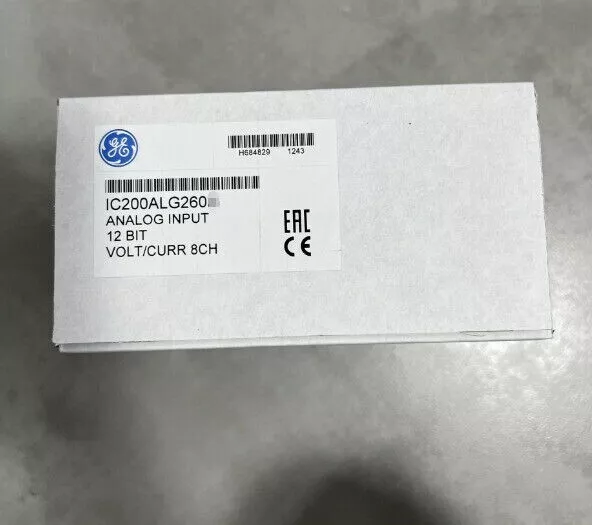 GE
H684829 1243
IC200ALG260
ANALOG INPUT
12 BIT
VOLT/CURR 8CH
EAC
CE